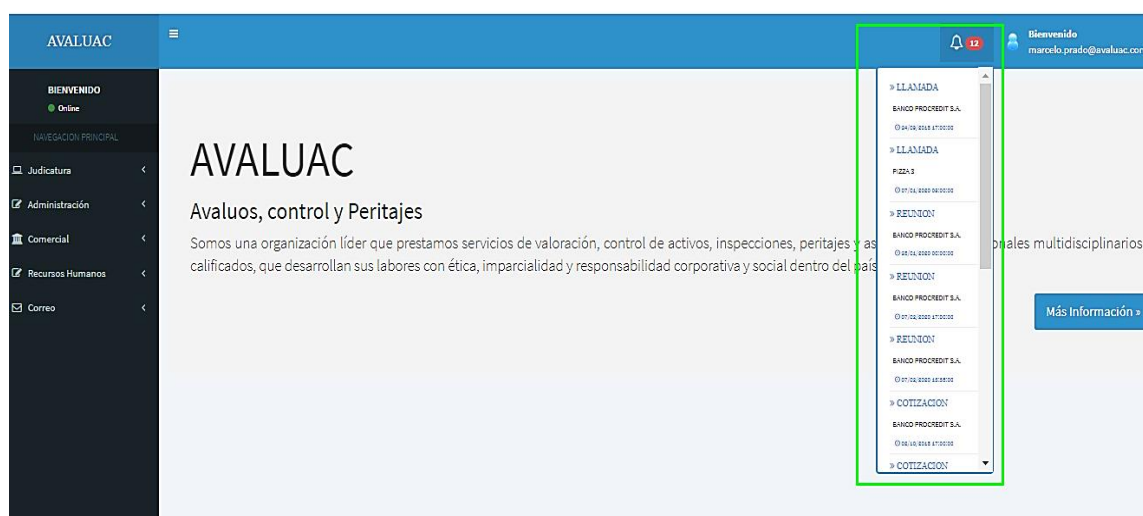 AVALUAC
12
Bienvenido
marcelo.prado@avaluac.com
BIENVENIDO
Online
NAVEGACION PRINCIPAL
Judicatura
Administración
Comercial
Recursos Humanos
Correo
AVALUAC
Avaluos, control y Peritajes
Somos una organización líder que prestamos servicios de valoración, control de activos, inspecciones, peritajes y as onales multidisciplinarios
calificados, que desarrollan sus labores con ética, imparcialidad y responsabilidad corporativa y social dentro del país
Más Información »
» LLAMADA
BANCO PROCREDIT S.A.
» LLAMADA
PIZZA 3
» REUNION
BANCO PROCREDIT S.A.
» REUNION
BANCO PROCREDIT S.A.
» REUNION
BANCO PROCREDIT S.A.
» COTIZACION
BANCO PROCREDIT S.A.
» COTIZACION